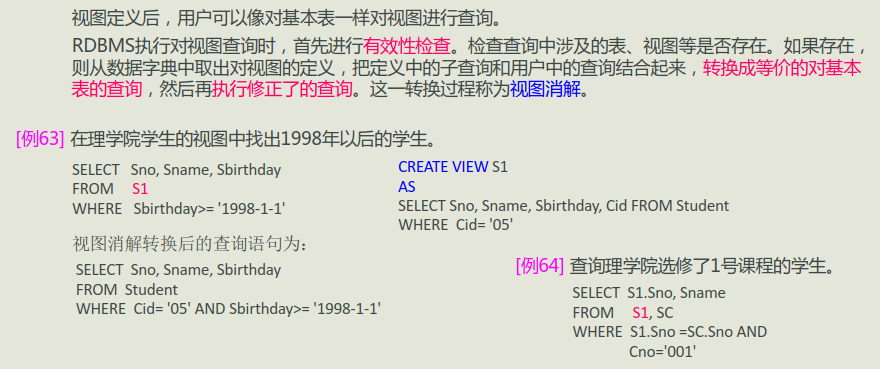 视图定义后，用户可以像对基本表一样对视图进行查询。
RDBMS执行对视图查询时，首先进行有效性检查。检查查询中涉及的表、视图等是否存在。如果存在，
则从数据字典中取出对视图的定义，把定义中的子查询和用户中的查询结合起来，转换成等价的对基本
表的查询，然后再执行修正了的查询。这一转换过程称为视图消解。
[例63] 在理学院学生的视图中找出1998年以后的学生。
SELECT Sno, Sname, Sbirthday
FROM S1
WHERE Sbirthday>= '1998-1-1'
CREATE VIEW S1
AS
SELECT Sno, Sname, Sbirthday, Cid FROM Student
WHERE Cid= '05'
视图消解转换后的查询语句为：
SELECT Sno, Sname, Sbirthday
FROM Student
WHERE Cid= '05' AND Sbirthday>= '1998-1-1'
[例64] 查询理学院选修了1号课程的学生。
SELECT S1.Sno, Sname
FROM S1, SC
WHERE S1.Sno =SC.Sno AND
Cno='001'